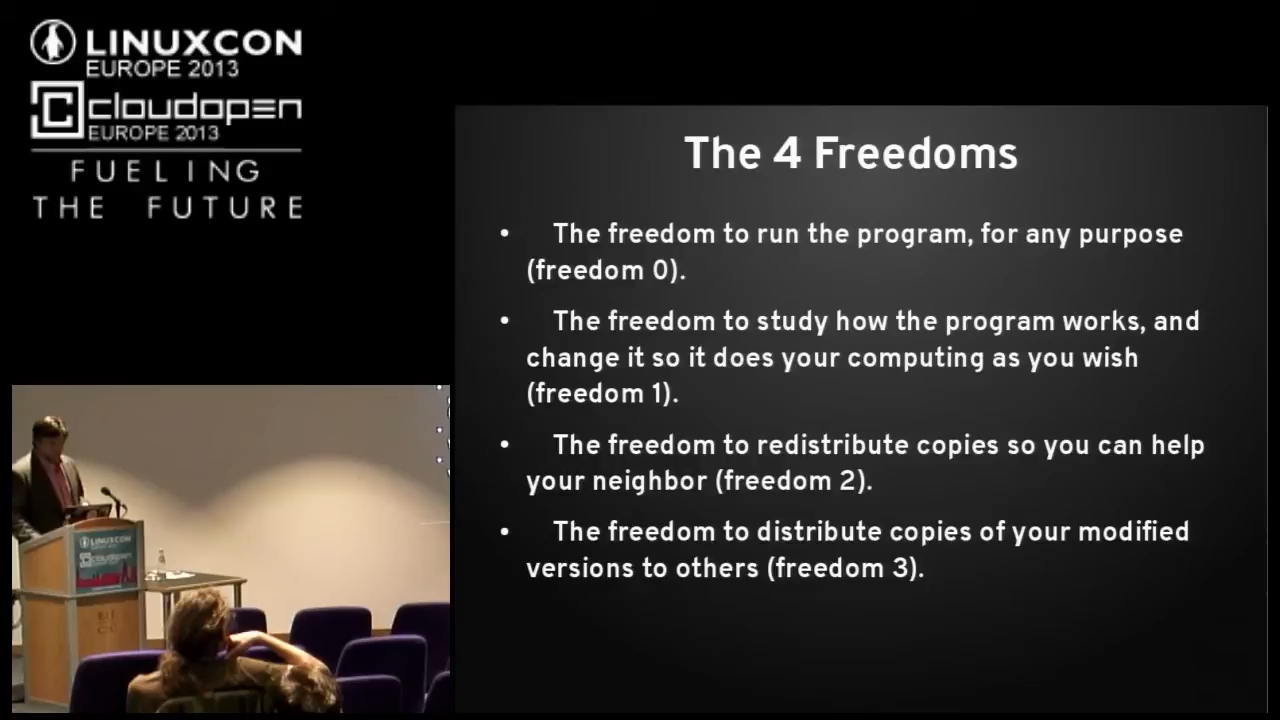 LINUXCON
EUROPE 2013
cloudopen
EUROPE 2013
FUELING
THE FUTURE
The 4 Freedoms
• The freedom to run the program, for any purpose
(freedom 0).
• The freedom to study how the program works, and
change it so it does your computing as you wish
(freedom 1).
• The freedom to redistribute copies so you can help
your neighbor (freedom 2).
• The freedom to distribute copies of your modified
versions to others (freedom 3).
LINUXCON
cloudopen